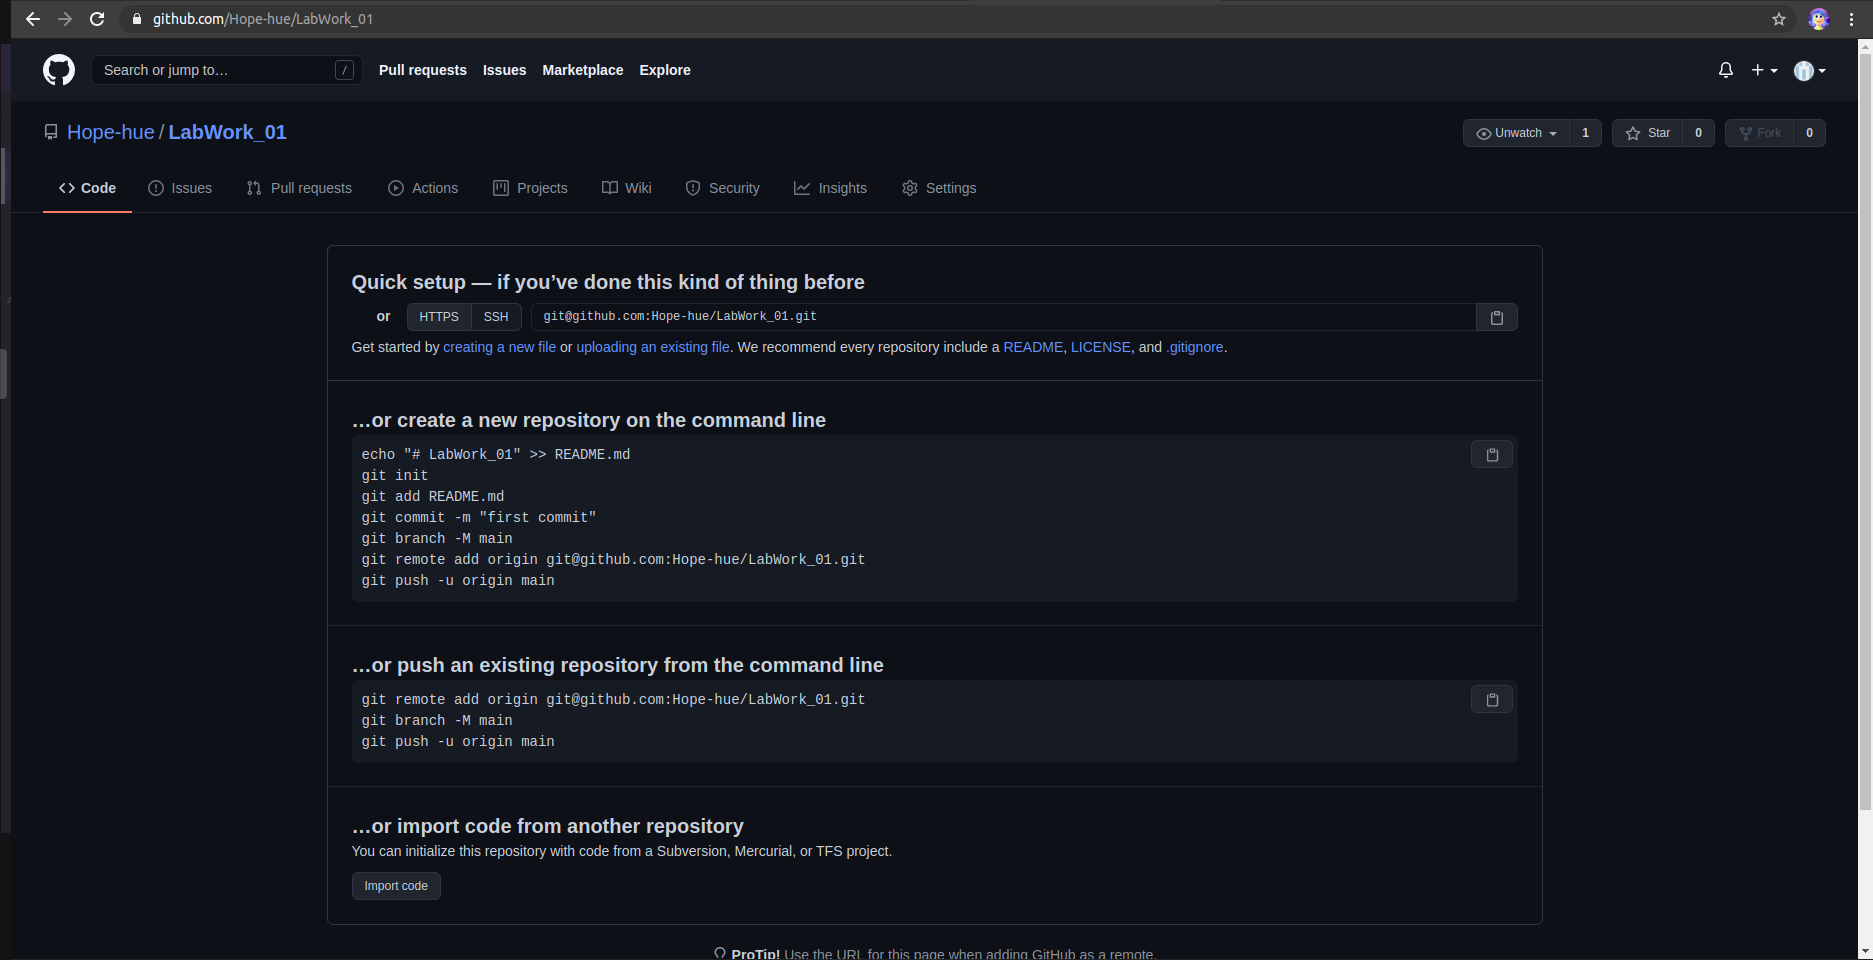 github.com/Hope-hue/LabWork_01
Search or jump to… / Pull requests Issues Marketplace Explore
Hope-hue / LabWork_01 Unwatch 1 Star 0 Fork 0
Code Issues Pull requests Actions Projects Wiki Security Insights Settings
Quick setup — if you’ve done this kind of thing before
or HTTPS SSH git@github.com:Hope-hue/LabWork_01.git
Get started by creating a new file or uploading an existing file. We recommend every repository include a README, LICENSE, and .gitignore.
…or create a new repository on the command line
echo "# LabWork_01" >> README.md
git init
git add README.md
git commit -m "first commit"
git branch -M main
git remote add origin git@github.com:Hope-hue/LabWork_01.git
git push -u origin main
…or push an existing repository from the command line
git remote add origin git@github.com:Hope-hue/LabWork_01.git
git branch -M main
git push -u origin main
…or import code from another repository
You can initialize this repository with code from a Subversion, Mercurial, or TFS project.
Import code
ProTip! Use the URL for this page when adding GitHub as a remote.